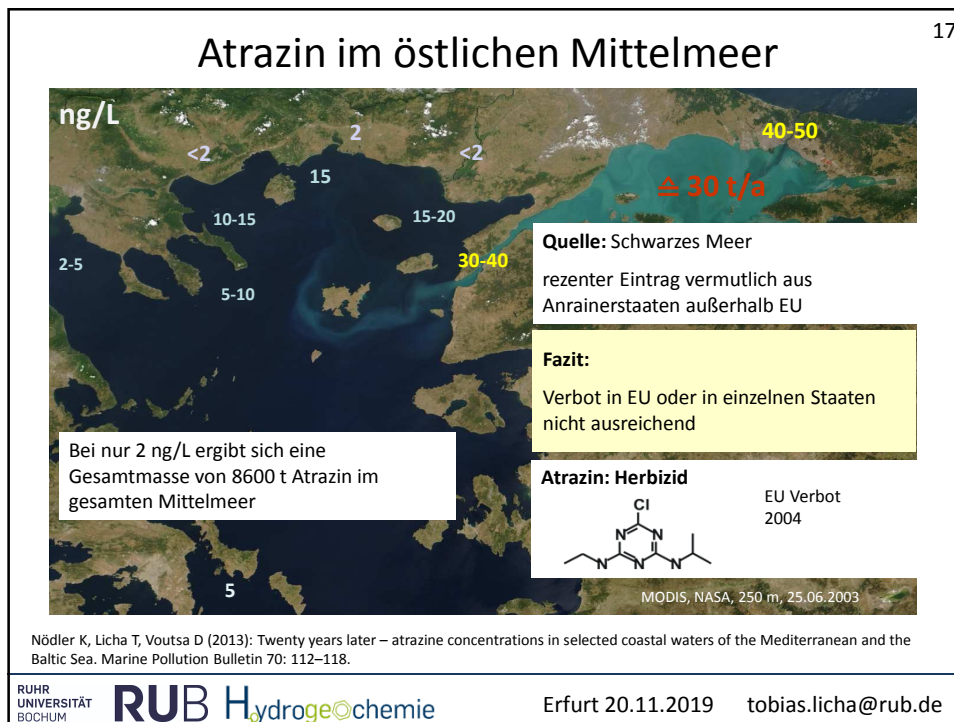 17
Atrazin im östlichen Mittelmeer
ng/L
<2
2
<2
40-50
15
≙ 30 t/a
10-15
15-20
2-5
30-40
5-10
Quelle: Schwarzes Meer
rezenter Eintrag vermutlich aus
Anrainerstaaten außerhalb EU
Fazit:
Verbot in EU oder in einzelnen Staaten
nicht ausreichend
Bei nur 2 ng/L ergibt sich eine
Gesamtmasse von 8600 t Atrazin im
gesamten Mittelmeer
Atrazin: Herbizid
EU Verbot
2004
Cl
N N
N N N
5
MODIS, NASA, 250 m, 25.06.2003
Nödler K, Licha T, Voutsa D (2013): Twenty years later – atrazine concentrations in selected coastal waters of the Mediterranean and the
Baltic Sea. Marine Pollution Bulletin 70: 112–118.
RUHR
UNIVERSITÄT
BOCHUM
RUB
Hydrogeochemie
Erfurt 20.11.2019 tobias.licha@rub.de